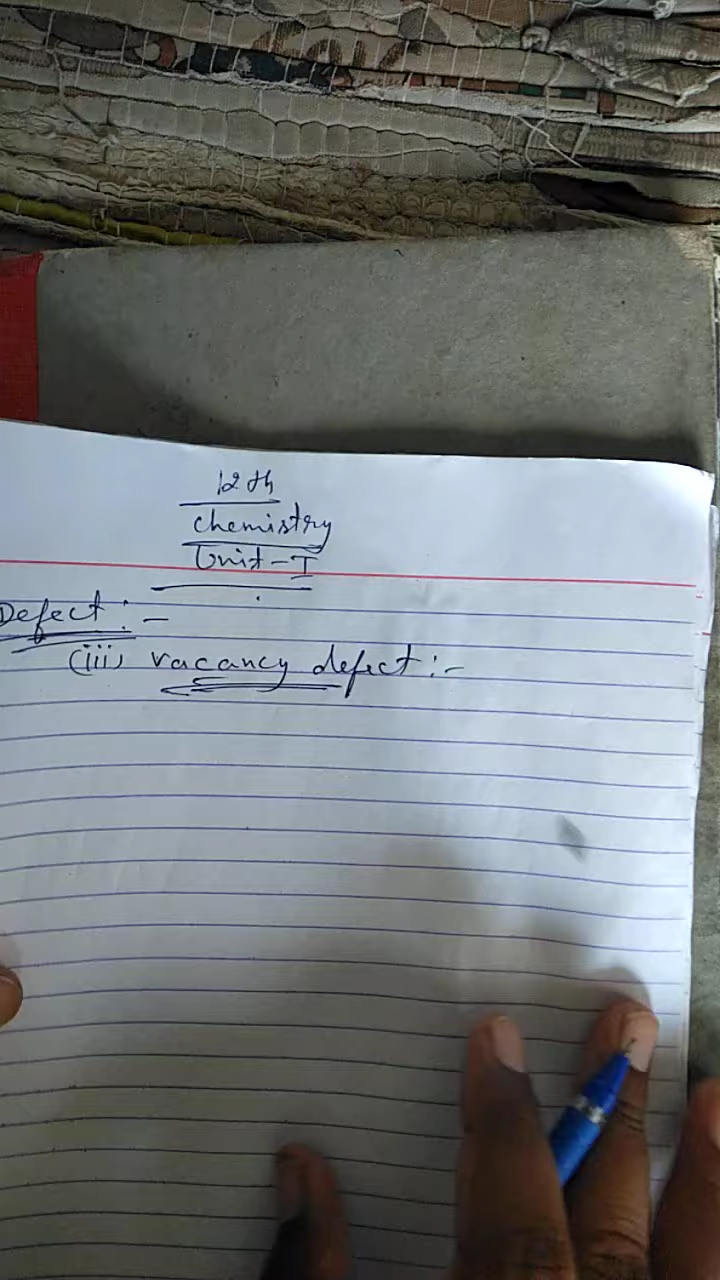 12th
chemistry
Unit-I
Defect:-
(iii) vacancy defect:-